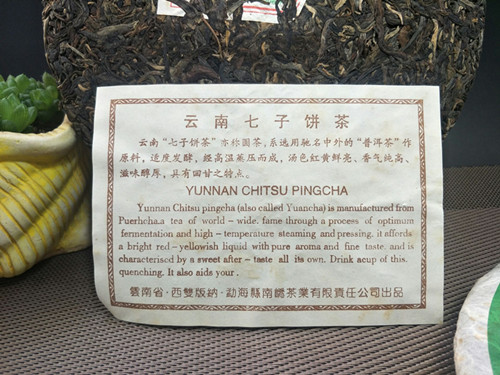 云南七子饼茶
云南“七子饼茶”亦称圆茶，系选用驰名中外的“普洱茶”作
原料，适度发酵，经高温蒸压而成，汤色红黄鲜亮、香气纯高、
滋味醇厚，具有回甘之特点。
YUNNAN CHITSU PINGCHA
Yunnan Chitsu pingcha (also called Yuancha) is manufactured from
Puerhcha.a tea of world – wide. fame through a process of optimum
fermentation and high – temperature steaming and pressing. it affords
a bright red – yellowish liquid with pure aroma and fine taste. and is
characterised by a sweet after – taste all its own. Drink acup of this.
quenching. It also aids your .
雲南省·西雙版纳·勐海縣南嶠茶業有限責任公司出品